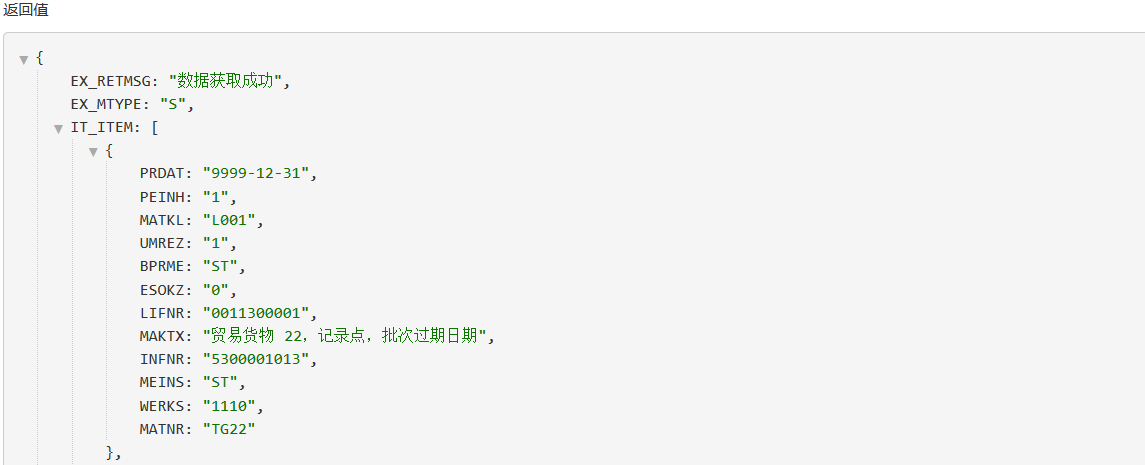 返回值
{
EX_RETMSG: "数据获取成功",
EX_MTYPE: "S",
IT_ITEM: [
{
PRDAT: "9999-12-31",
PEINH: "1",
MATKL: "L001",
UMREZ: "1",
BPRME: "ST",
ESOKZ: "0",
LIFNR: "0011300001",
MAKTX: "贸易货物 22，记录点，批次过期日期",
INFNR: "5300001013",
MEINS: "ST",
WERKS: "1110",
MATNR: "TG22"
},